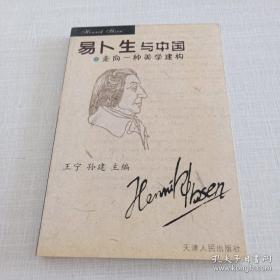 Henrik Ibsen
易卜生与中国
走向一种美学建构
王宁 孙建 主编
Henrik Ibsen
天津人民出版社
孔夫子旧书网